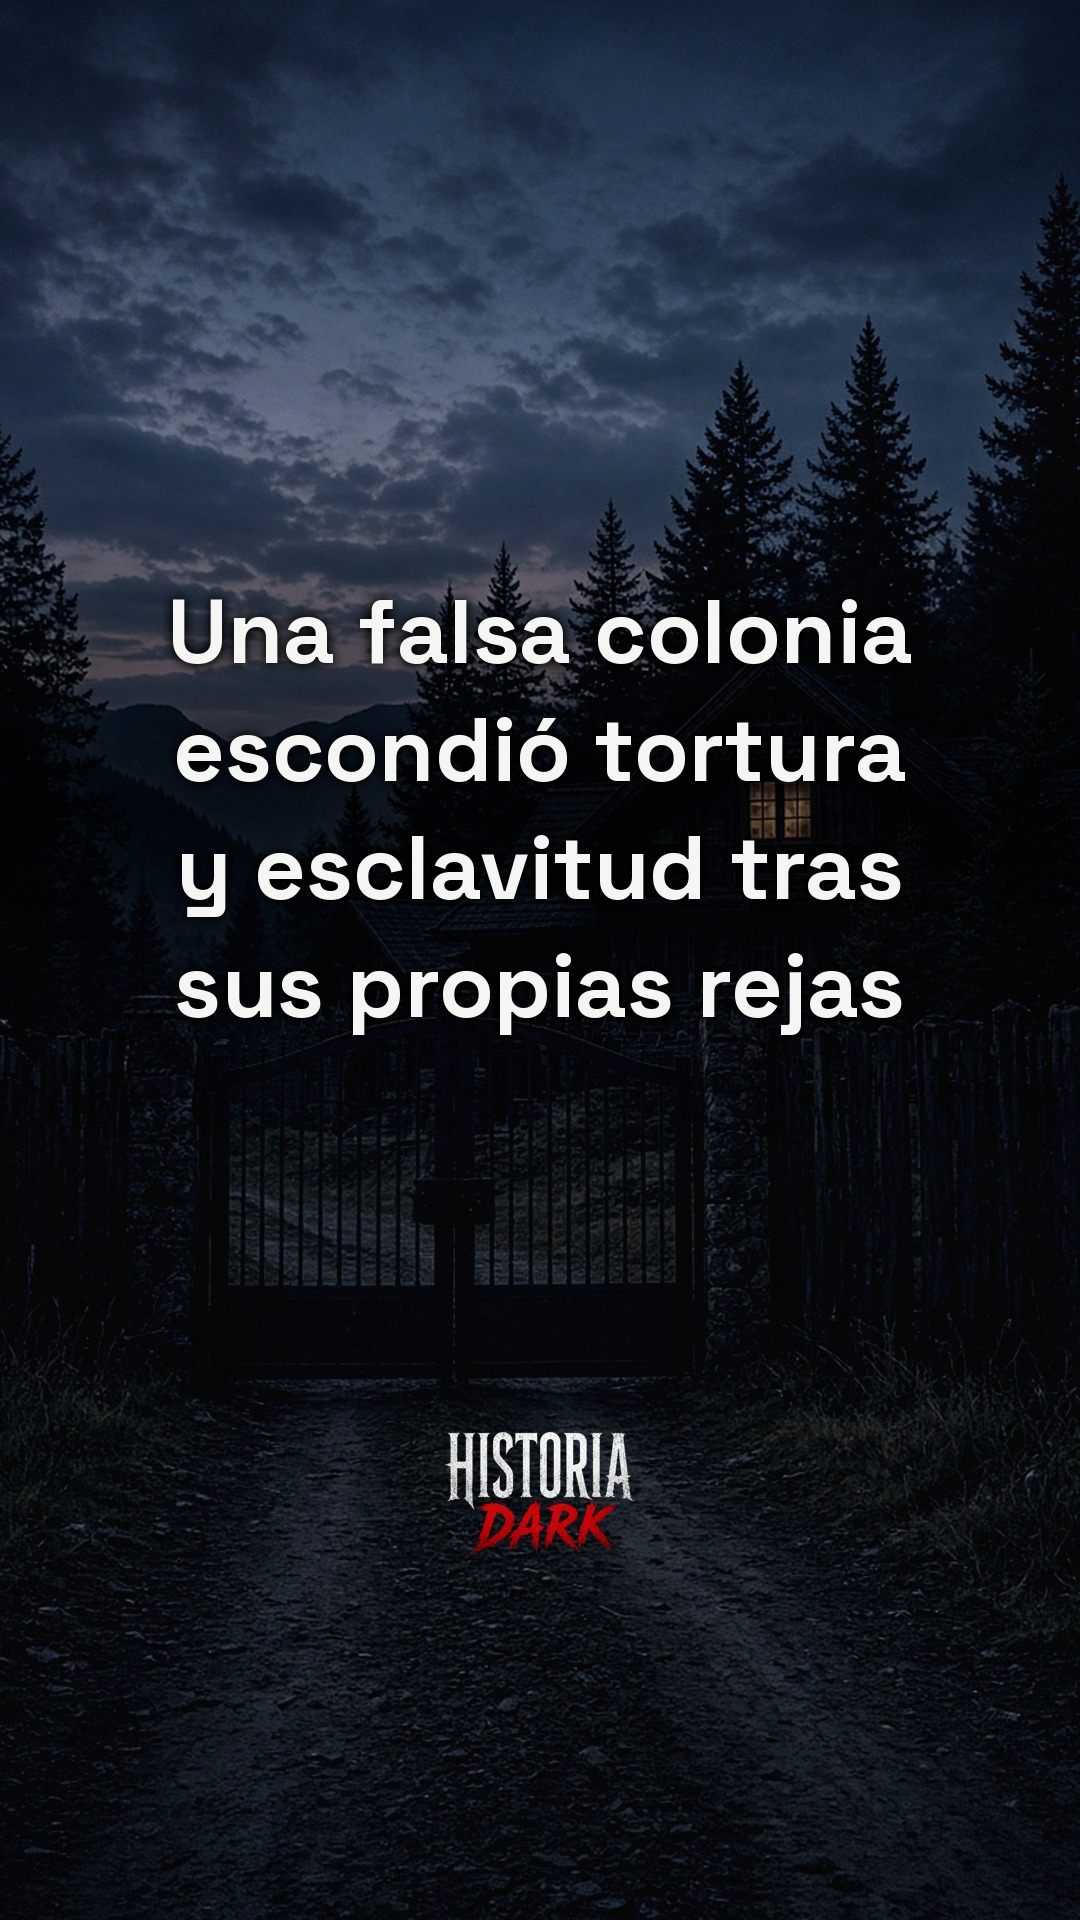 Una falsa colonia
escondió tortura
y esclavitud tras
sus propias rejas
HISTORIA
DARK